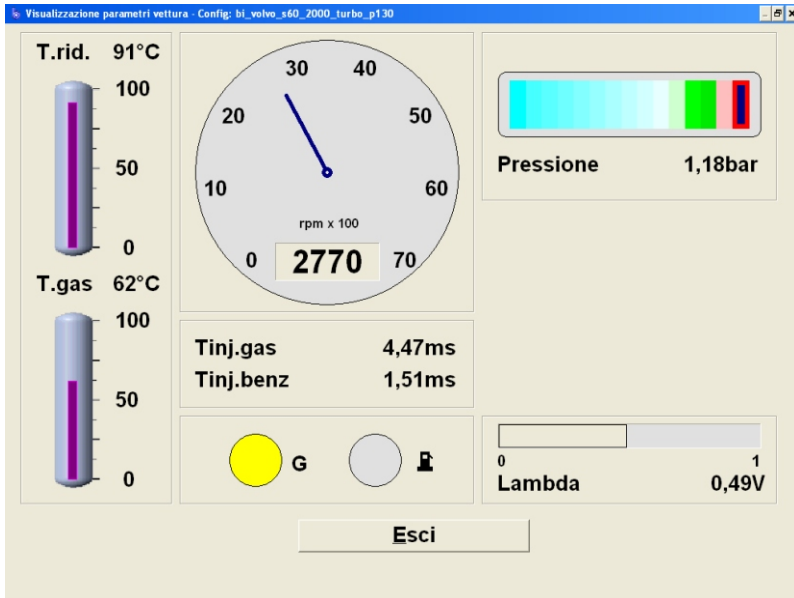 Visualizzazione parametri vettura - Config: bi_volvo_s60_2000_turbo_p130
T.rid. 91°C
100
50
0
T.gas 62°C
100
50
0
30 40
20 50
10 60
rpm x 100
0 2770 70
Tinj.gas 4,47ms
Tinj.benz 1,51ms
G
Pressione 1,18bar
0 1
Lambda 0,49V
Esci